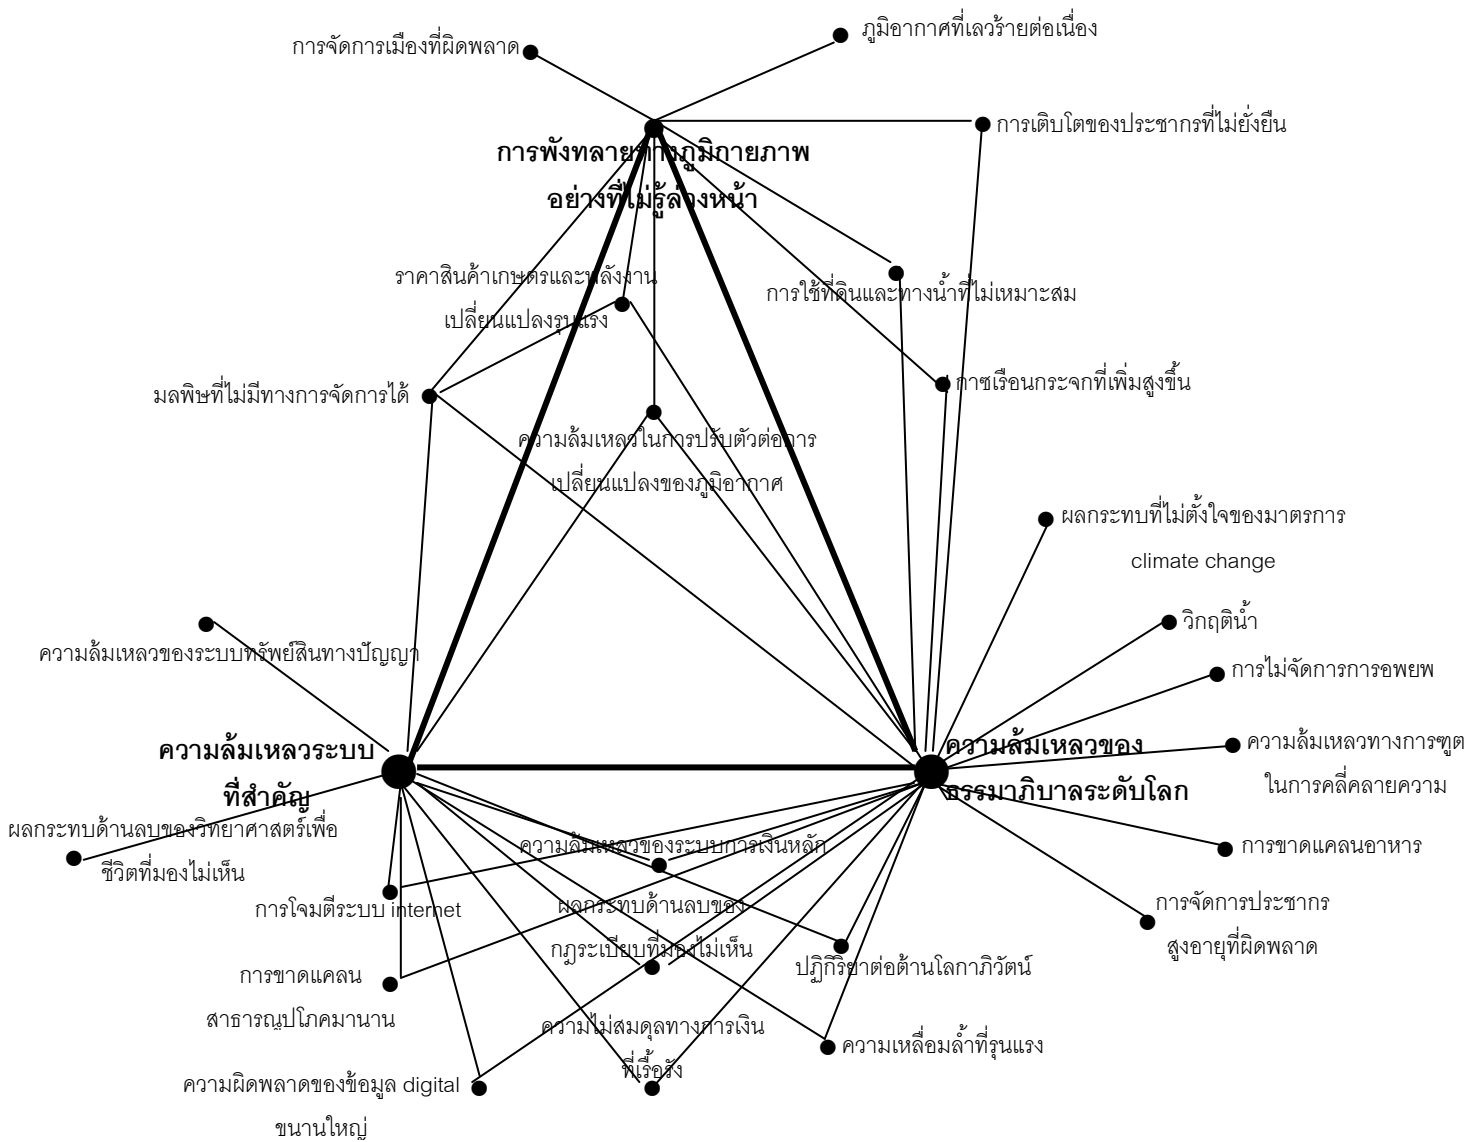 ภูมิอากาศที่เลวร้ายต่อเนื่อง
การจัดการเมืองที่ผิดพลาด
การเติบโตของประชากรที่ไม่ยั่งยืน
การพังทลายทางภูมิกายภาพ
อย่างที่ไม่รู้ล่วงหน้า
ราคาสินค้าเกษตรและพลังงาน
เปลี่ยนแปลงรุนแรง
การใช้ที่ดินและทางน้ำที่ไม่เหมาะสม
มลพิษที่ไม่มีทางการจัดการได้
กาซเรือนกระจกที่เพิ่มสูงขึ้น
ความล้มเหลวในการปรับตัวต่อการ
เปลี่ยนแปลงของภูมิอากาศ
ผลกระทบที่ไม่ตั้งใจของมาตรการ
climate change
วิกฤติน้ำ
ความล้มเหลวของระบบทรัพย์สินทางปัญญา
การไม่จัดการการอพยพ
ความล้มเหลวระบบ
ที่สำคัญ
ความล้มเหลวของ
ธรรมาภิบาลระดับโลก
ความล้มเหลวทางการฑูต
ในการคลี่คลายความ
ผลกระทบด้านลบของวิทยาศาสตร์เพื่อ
ชีวิตที่มองไม่เห็น
ความล้มเหลวของระบบการเงินหลัก
การขาดแคลนอาหาร
การโจมตีระบบ internet
ผลกระทบด้านลบของ
กฎระเบียบที่มองไม่เห็น
การจัดการประชากร
สูงอายุที่ผิดพลาด
ปฏิกิริยาต่อต้านโลกาภิวัตน์
การขาดแคลน
สาธารณูปโภคมานาน
ความไม่สมดุลทางการเงิน
ที่เรื้อรัง
ความเหลื่อมล้ำที่รุนแรง
ความผิดพลาดของข้อมูล digital
ขนานใหญ่